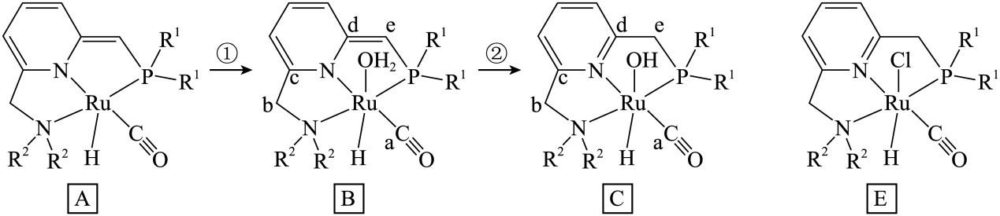 d e d e
R¹ R¹ R¹ R¹
① OH₂ ② OH Cl
N P R¹ N P R¹ N P R¹ N P R¹
c c
Ru Ru Ru Ru
b b
N C N a C N a C N C
R² R² H O R² R² H O R² R² H O R² R² H O
A B C E